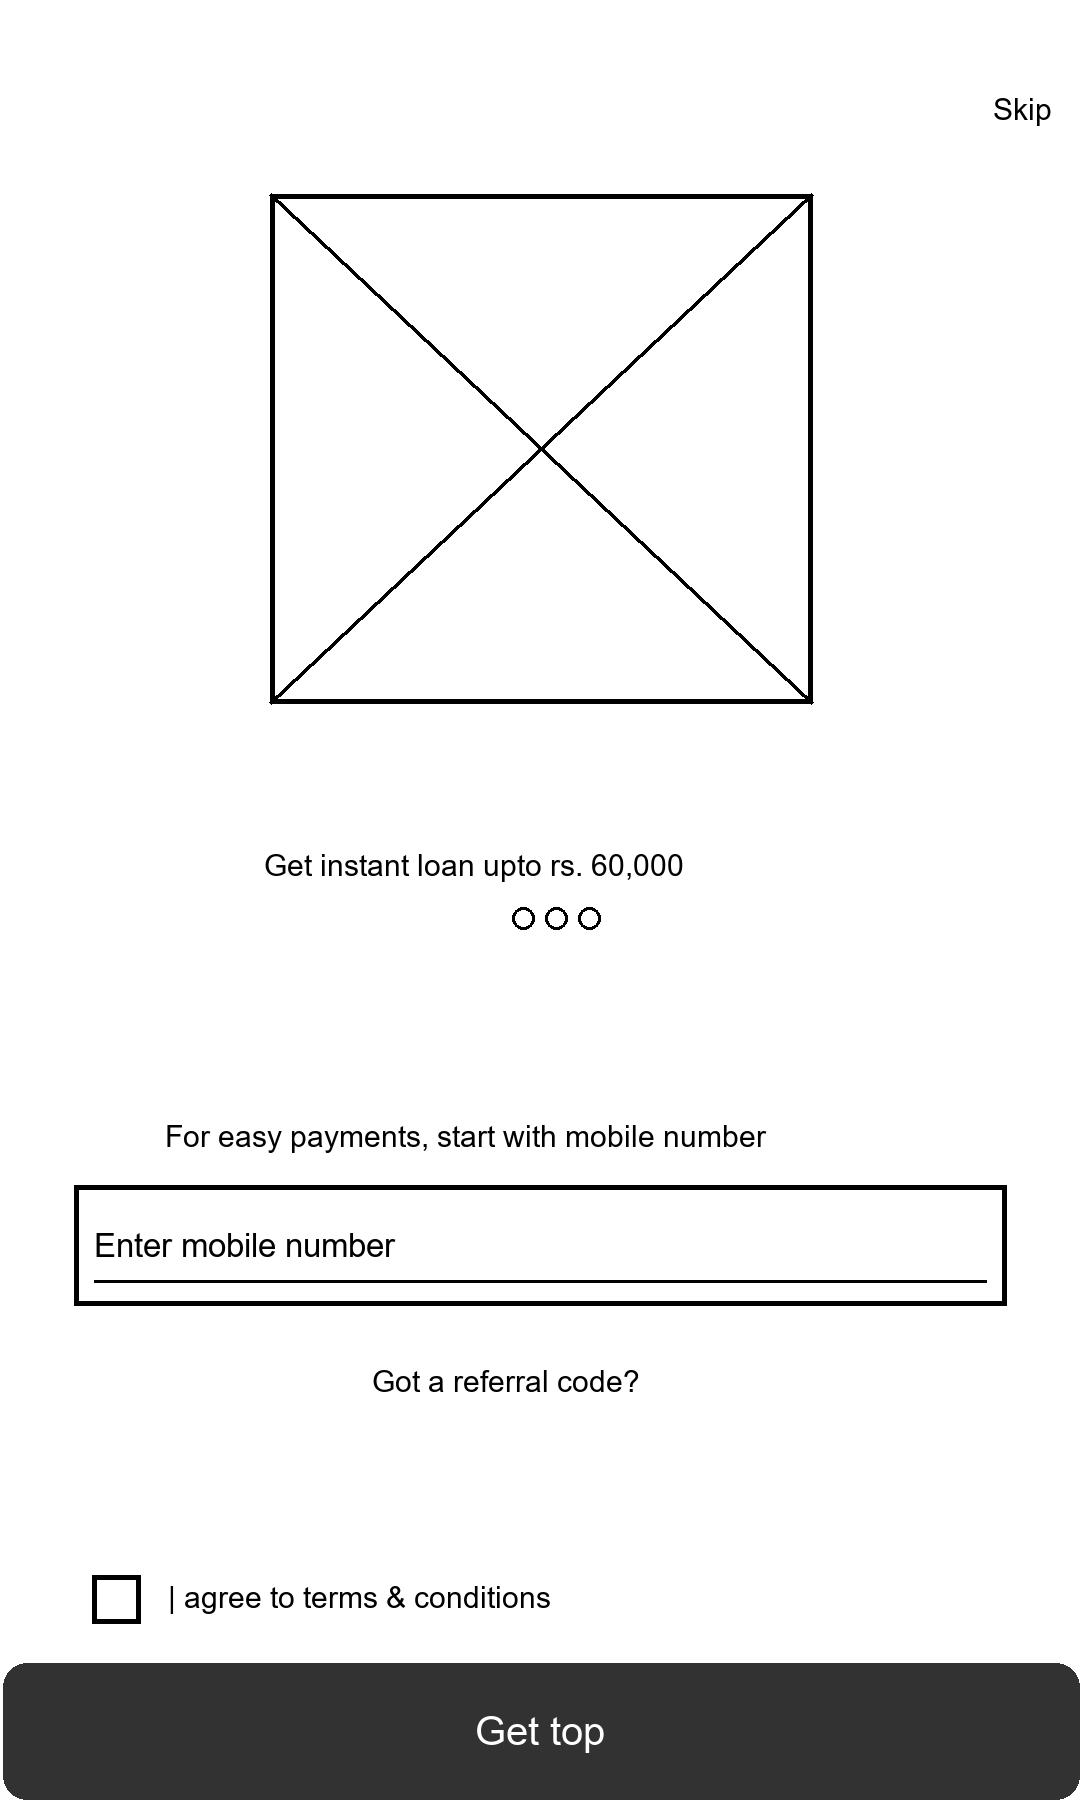 Skip
Get instant loan upto rs. 60,000
For easy payments, start with mobile number
Enter mobile number
Got a referral code?
| agree to terms & conditions
Get top